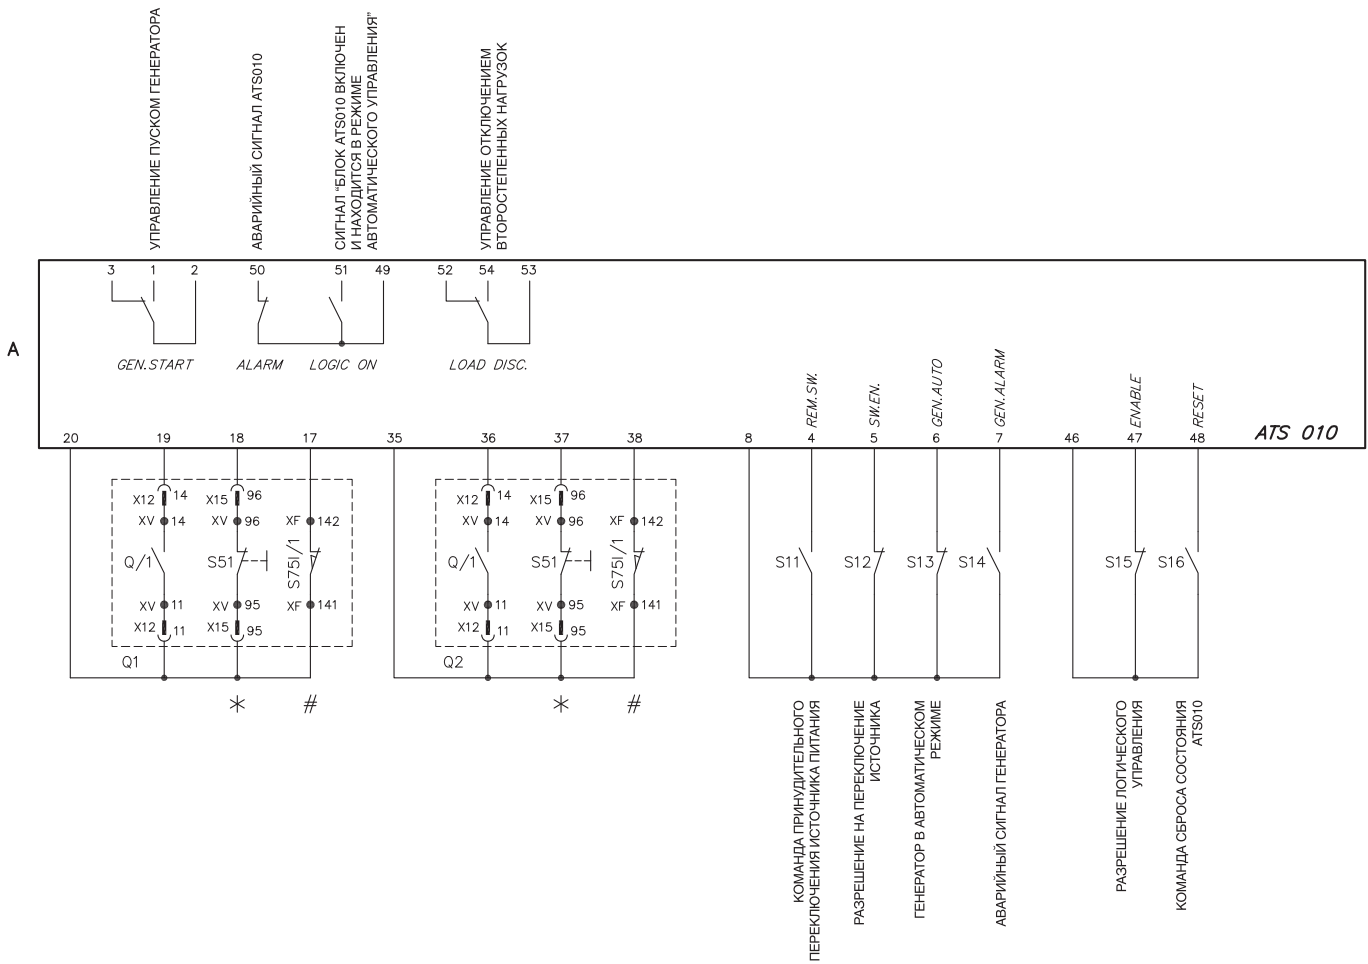 УПРАВЛЕНИЕ ПУСКОМ ГЕНЕРАТОРА
АВАРИЙНЫЙ СИГНАЛ ATS010
СИГНАЛ "БЛОК ATS010 ВКЛЮЧЕН
И НАХОДИТСЯ В РЕЖИМЕ
АВТОМАТИЧЕСКОГО УПРАВЛЕНИЯ"
УПРАВЛЕНИЕ ОТКЛЮЧЕНИЕМ
ВТОРОСТЕПЕННЫХ НАГРУЗОК
3 1 2 50 51 49 52 54 53
A
GEN.START ALARM LOGIC ON LOAD DISC.
REM.SW.
SW.EN.
GEN.AUTO
GEN.ALARM
ENABLE
RESET
ATS 010
20 19 18 17 35 36 37 38 8 4 5 6 7 46 47 48
X12 14 X15 96 X12 14 X15 96
XV 14 XV 96 XF 142 XV 14 XV 96 XF 142
Q/1 S51 S75I/1 Q/1 S51 S75I/1 S11 S12 S13 S14 S15 S16
XV 11 XV 95 XF 141 XV 11 XV 95 XF 141
X12 11 X15 95 X12 11 X15 95
Q1 Q2
* # * #
КОМАНДА ПРИНУДИТЕЛЬНОГО
ПЕРЕКЛЮЧЕНИЯ ИСТОЧНИКА ПИТАНИЯ
РАЗРЕШЕНИЕ НА ПЕРЕКЛЮЧЕНИЕ
ИСТОЧНИКА
ГЕНЕРАТОР В АВТОМАТИЧЕСКОМ
РЕЖИМЕ
АВАРИЙНЫЙ СИГНАЛ ГЕНЕРАТОРА
РАЗРЕШЕНИЕ ЛОГИЧЕСКОГО
УПРАВЛЕНИЯ
КОМАНДА СБРОСА СОСТОЯНИЯ
ATS010